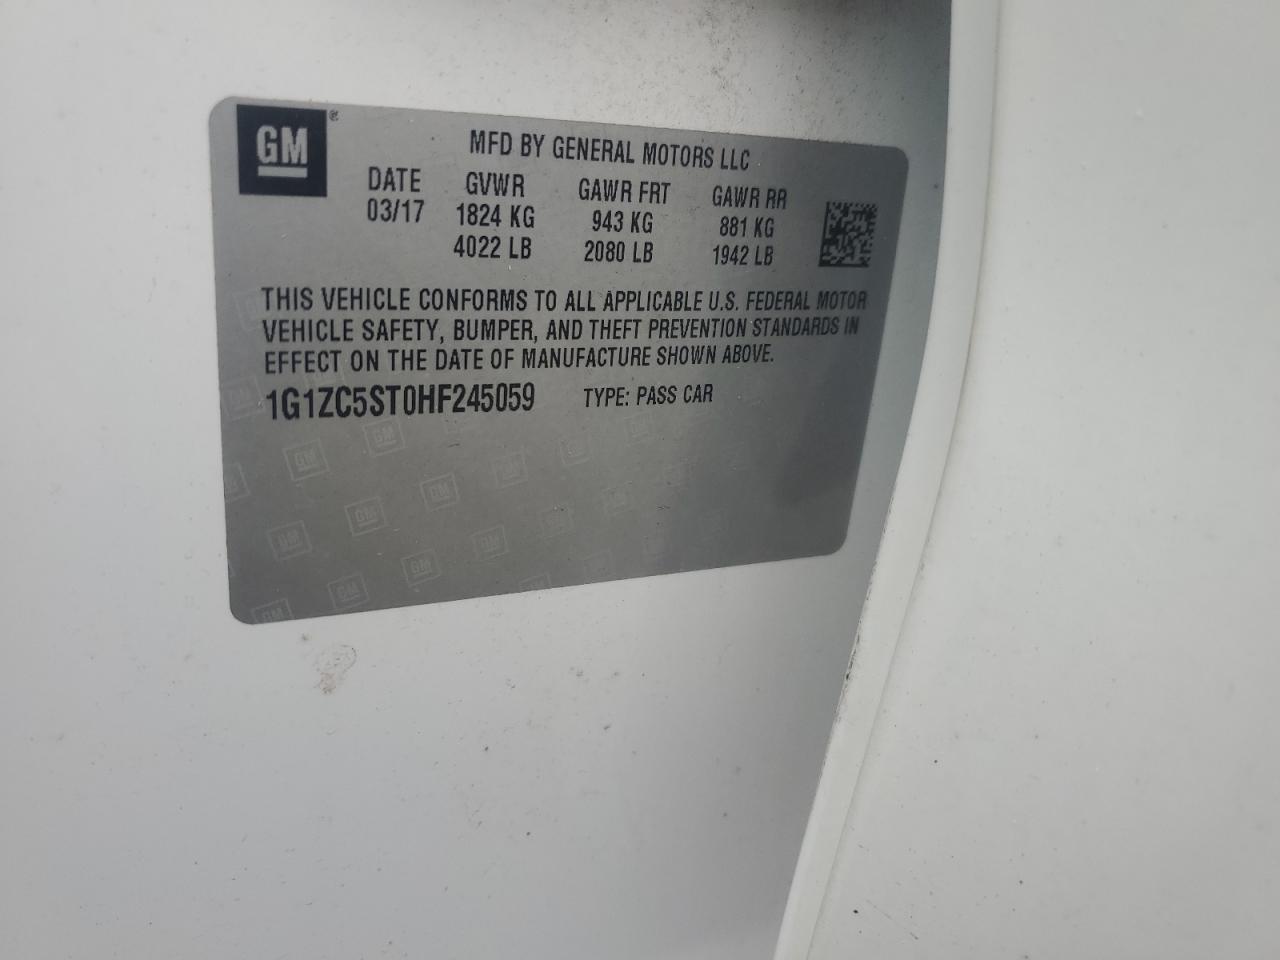 GM ®
MFD BY GENERAL MOTORS LLC
DATE GVWR GAWR FRT GAWR RR
03/17 1824 KG 943 KG 881 KG
4022 LB 2080 LB 1942 LB
THIS VEHICLE CONFORMS TO ALL APPLICABLE U.S. FEDERAL MOTOR
VEHICLE SAFETY, BUMPER, AND THEFT PREVENTION STANDARDS IN
EFFECT ON THE DATE OF MANUFACTURE SHOWN ABOVE.
1G1ZC5ST0HF245059 TYPE: PASS CAR